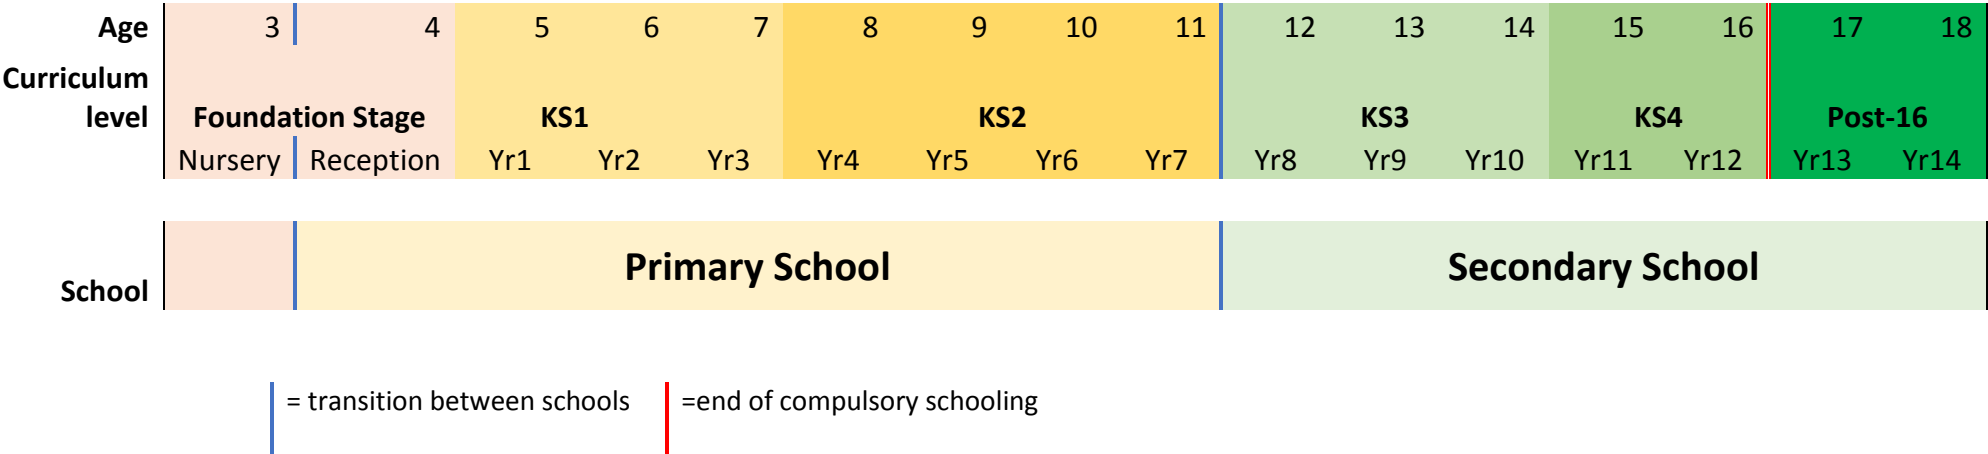 Age 3 4 5 6 7 8 9 10 11 12 13 14 15 16 17 18
Curriculum
level Foundation Stage KS1 KS2 KS3 KS4 Post-16
Nursery Reception Yr1 Yr2 Yr3 Yr4 Yr5 Yr6 Yr7 Yr8 Yr9 Yr10 Yr11 Yr12 Yr13 Yr14
Primary School Secondary School
School
= transition between schools =end of compulsory schooling